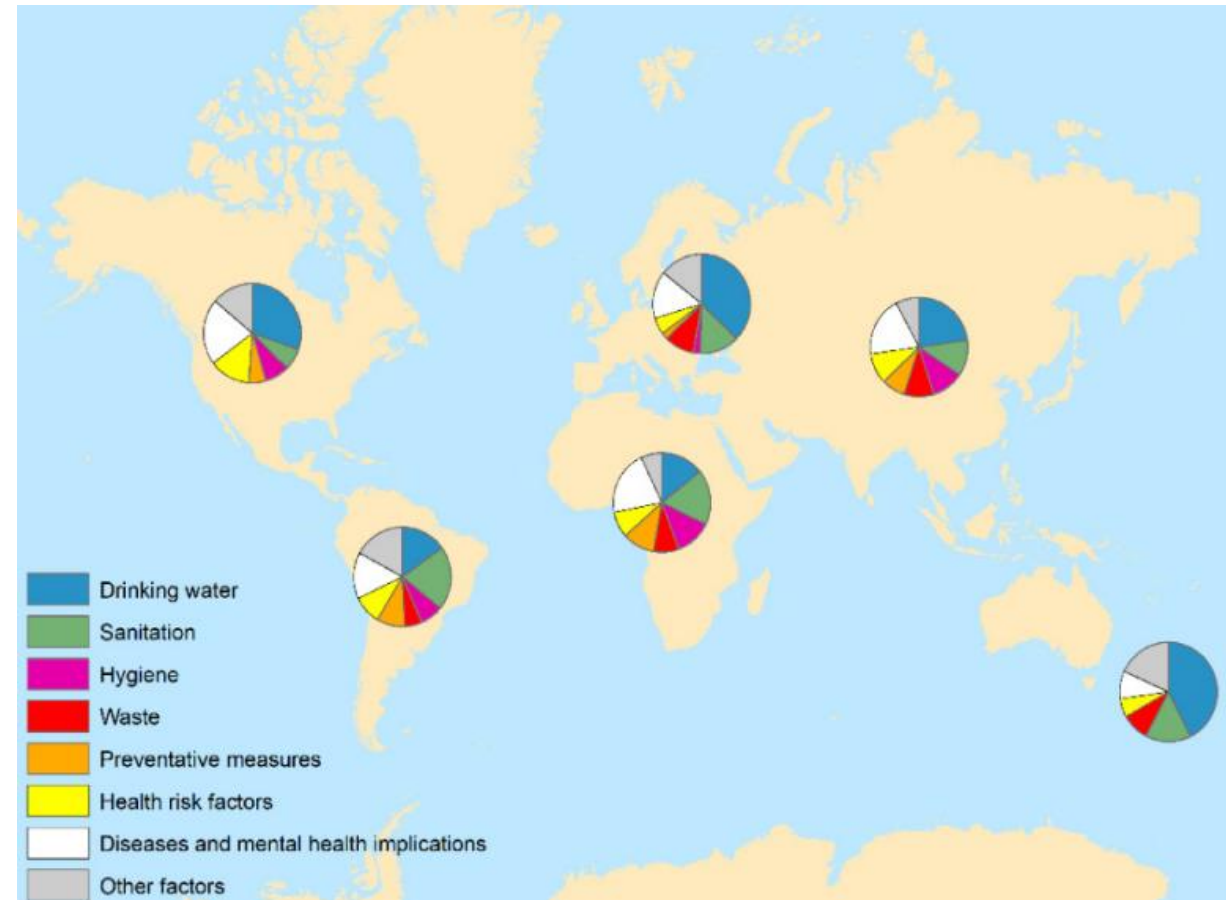 Drinking water
Sanitation
Hygiene
Waste
Preventative measures
Health risk factors
Diseases and mental health implications
Other factors